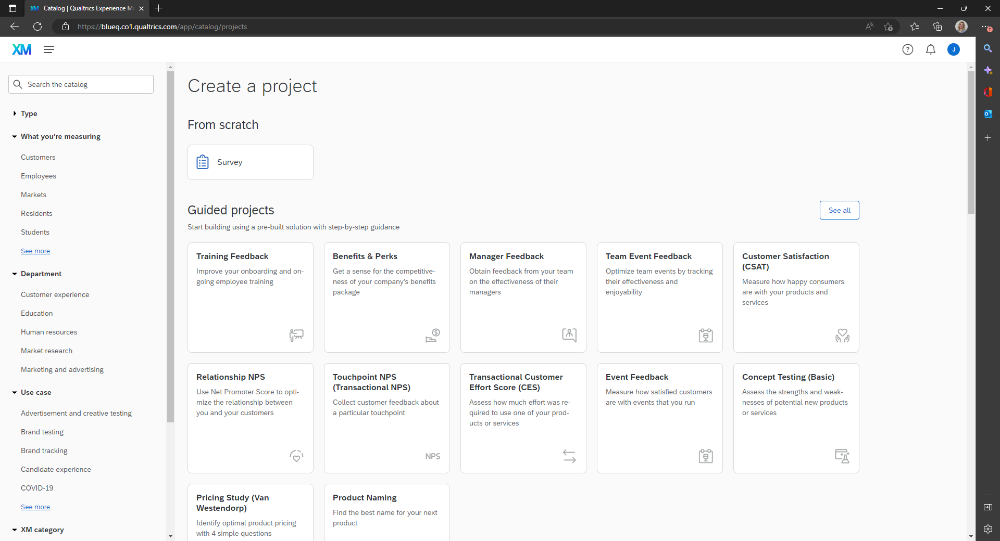 XM Catalog | Qualtrics Experience Ma
https://blueq.co1.qualtrics.com/app/catalog/projects
XM
J
Search the catalog
Type
What you're measuring
Customers
Employees
Markets
Residents
Students
See more
Department
Customer experience
Education
Human resources
Market research
Marketing and advertising
Use case
Advertisement and creative testing
Brand testing
Brand tracking
Candidate experience
COVID-19
See more
XM category
Create a project
From scratch
Survey
Guided projects
See all
Start building using a pre-built solution with step-by-step guidance
Training Feedback
Improve your onboarding and on-
going employee training
Benefits & Perks
Get a sense for the competitive-
ness of your company's benefits
package
Manager Feedback
Obtain feedback from your team
on the effectiveness of their
managers
Team Event Feedback
Optimize team events by tracking
their effectiveness and
enjoyability
Customer Satisfaction
(CSAT)
Measure how happy consumers
are with your products and
services
Relationship NPS
Use Net Promoter Score to opti-
mize the relationship between
you and your customers
Touchpoint NPS
(Transactional NPS)
Collect customer feedback about
a particular touchpoint
NPS
Transactional Customer
Effort Score (CES)
Assess how much effort was re-
quired to use one of your prod-
ucts or services
Event Feedback
Measure how satisfied customers
are with events that you run
Concept Testing (Basic)
Assess the strengths and weak-
nesses of potential new products
or services
Pricing Study (Van
Westendorp)
Identify optimal product pricing
with 4 simple questions
Product Naming
Find the best name for your next
product